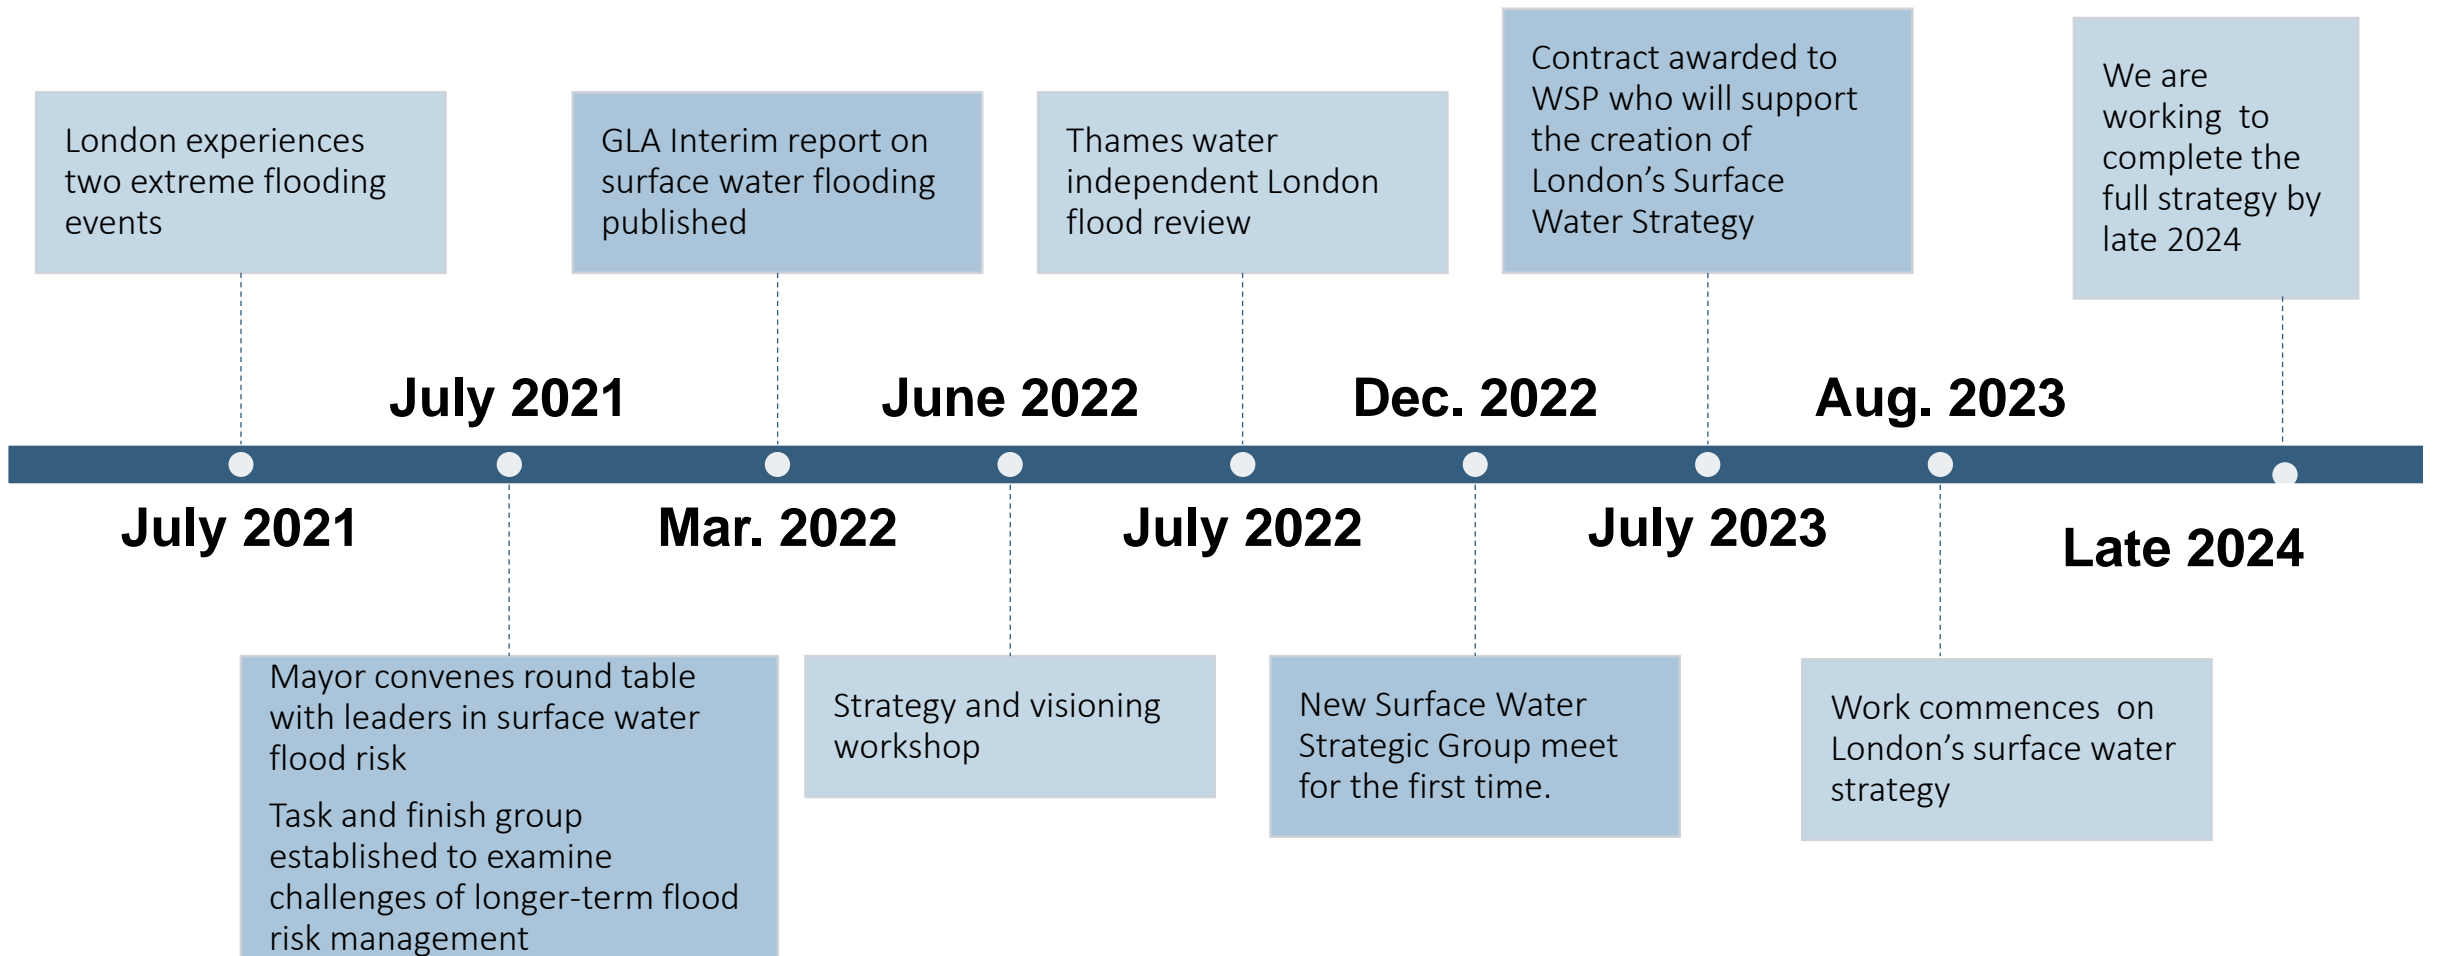 London experiences
two extreme flooding
events
GLA Interim report on
surface water flooding
published
Thames water
independent London
flood review
Contract awarded to
WSP who will support
the creation of
London’s Surface
Water Strategy
We are
working  to
complete the
full strategy by
late 2024
July 2021
June 2022
Dec. 2022
Aug. 2023
July 2021
Mar. 2022
July 2022
July 2023
Late 2024
Mayor convenes round table
with leaders in surface water
flood risk
Task and finish group
established to examine
challenges of longer-term flood
risk management
Strategy and visioning
workshop
New Surface Water
Strategic Group meet
for the first time.
Work commences  on
London’s surface water
strategy